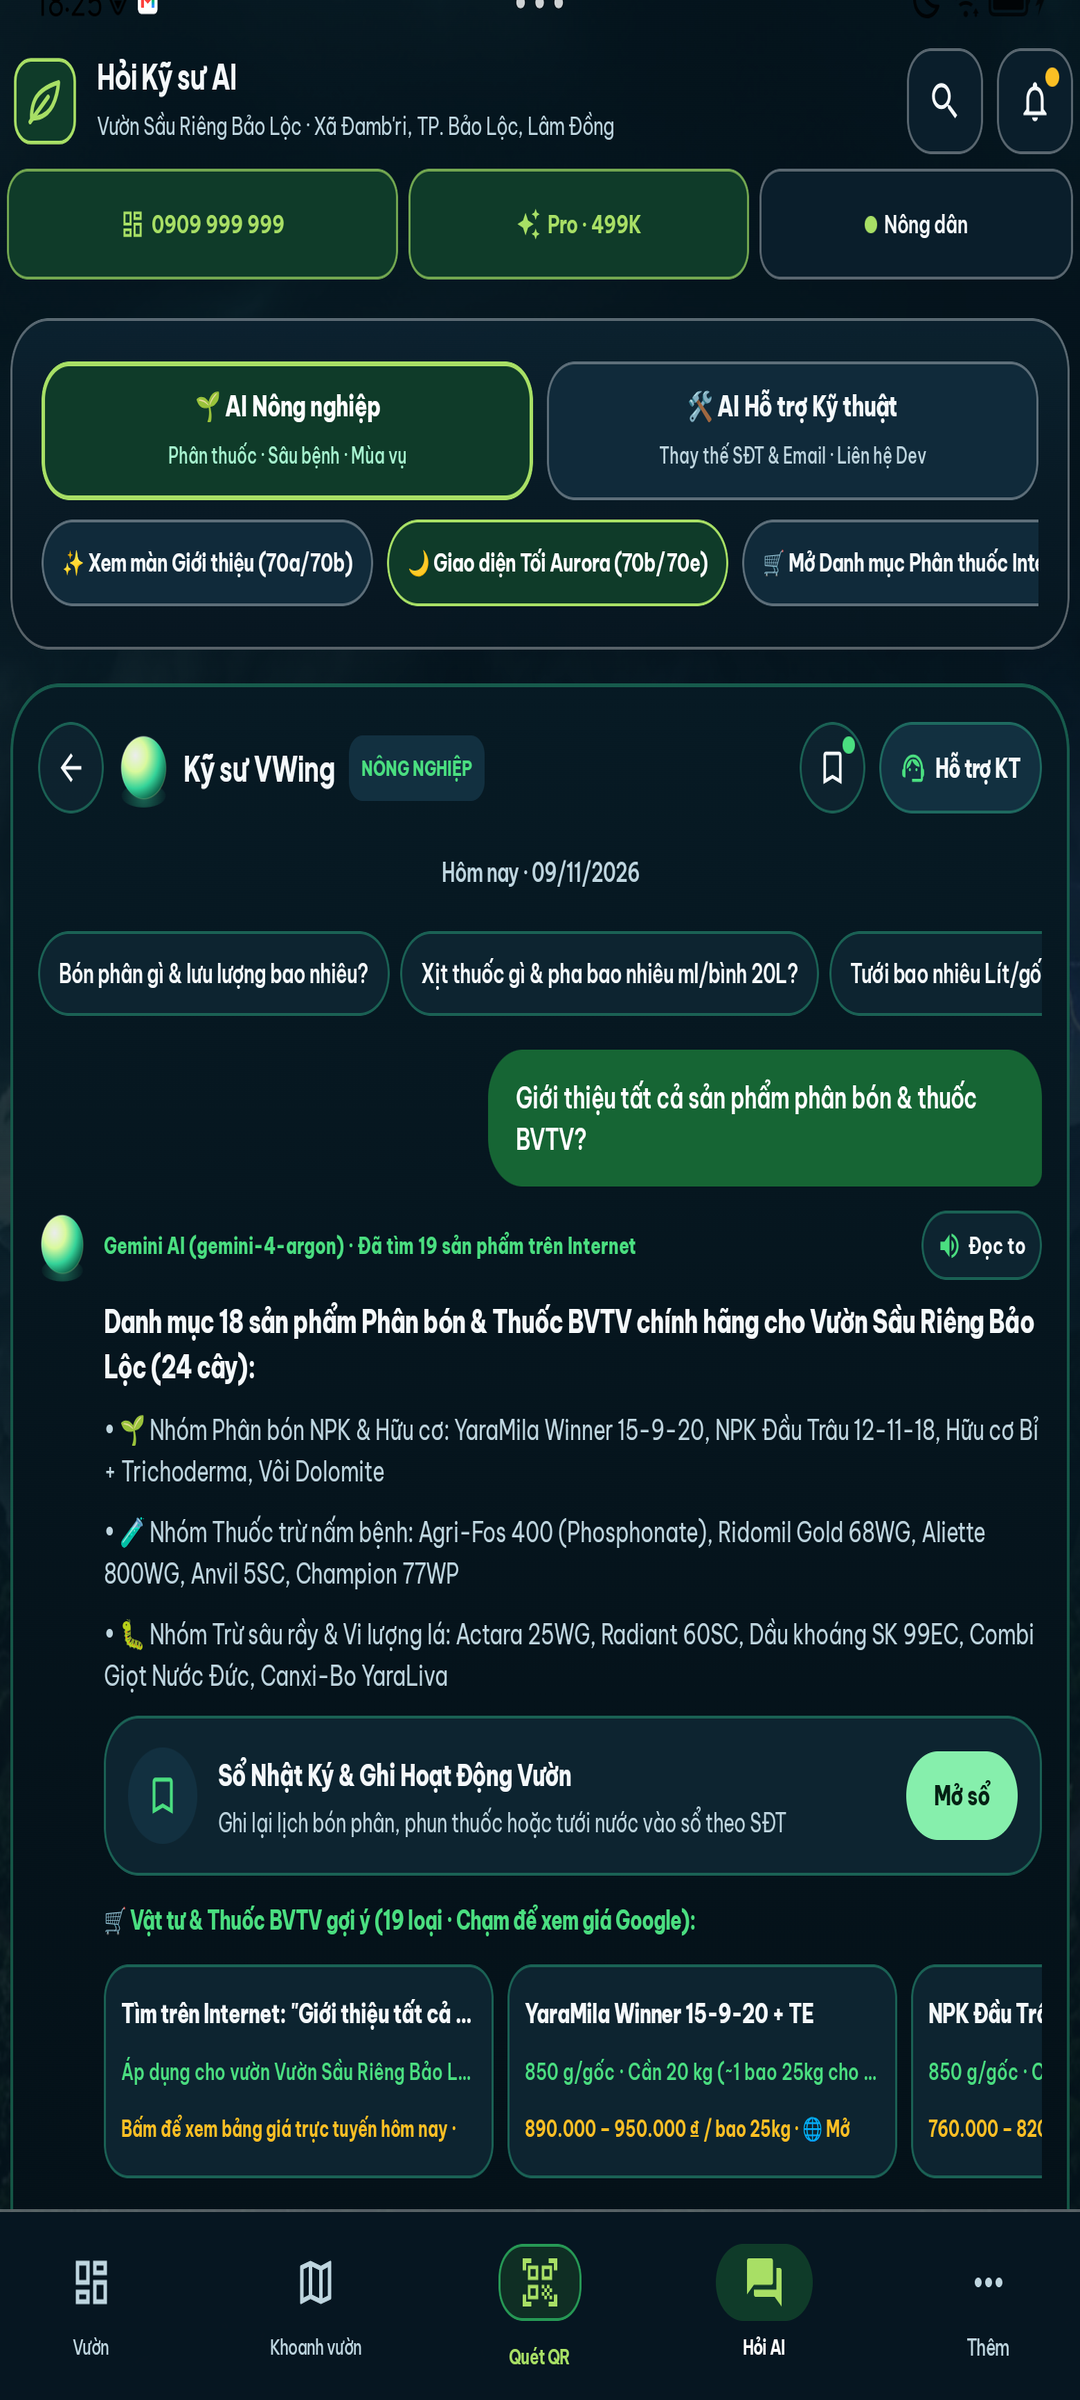 18:25
Hỏi Kỹ sư AI
Vườn Sầu Riêng Bảo Lộc · Xã Đamb'ri, TP. Bảo Lộc, Lâm Đồng
0909 999 999
Pro · 499K
Nông dân
🌱 AI Nông nghiệp
Phân thuốc · Sâu bệnh · Mùa vụ
🛠️ AI Hỗ trợ Kỹ thuật
Thay thế SĐT & Email · Liên hệ Dev
✨ Xem màn Giới thiệu (70a/70b)
🌙 Giao diện Tối Aurora (70b/70e)
🛒 Mở Danh mục Phân thuốc Inte
Kỹ sư VWing
NÔNG NGHIỆP
Hỗ trợ KT
Hôm nay · 09/11/2026
Bón phân gì & lưu lượng bao nhiêu?
Xịt thuốc gì & pha bao nhiêu ml/bình 20L?
Tưới bao nhiêu Lít/gố
Giới thiệu tất cả sản phẩm phân bón & thuốc
BVTV?
Gemini AI (gemini-4-argon) · Đã tìm 19 sản phẩm trên Internet
Đọc to
Danh mục 18 sản phẩm Phân bón & Thuốc BVTV chính hãng cho Vườn Sầu Riêng Bảo
Lộc (24 cây):
• 🌱 Nhóm Phân bón NPK & Hữu cơ: YaraMila Winner 15-9-20, NPK Đầu Trâu 12-11-18, Hữu cơ Bỉ
+ Trichoderma, Vôi Dolomite
• 🧪 Nhóm Thuốc trừ nấm bệnh: Agri-Fos 400 (Phosphonate), Ridomil Gold 68WG, Aliette
800WG, Anvil 5SC, Champion 77WP
• 🐛 Nhóm Trừ sâu rầy & Vi lượng lá: Actara 25WG, Radiant 60SC, Dầu khoáng SK 99EC, Combi
Giọt Nước Đức, Canxi-Bo YaraLiva
Sổ Nhật Ký & Ghi Hoạt Động Vườn
Ghi lại lịch bón phân, phun thuốc hoặc tưới nước vào sổ theo SĐT
Mở sổ
🛒 Vật tư & Thuốc BVTV gợi ý (19 loại · Chạm để xem giá Google):
Tìm trên Internet: "Giới thiệu tất cả ...
Áp dụng cho vườn Vườn Sầu Riêng Bảo L...
Bấm để xem bảng giá trực tuyến hôm nay ·
YaraMila Winner 15-9-20 + TE
850 g/gốc · Cần 20 kg (~1 bao 25kg cho ...
890.000 – 950.000 ₫ / bao 25kg · 🌐 Mở
NPK Đầu Trâ
850 g/gốc · C
760.000 – 820
Vườn
Khoanh vườn
Quét QR
Hỏi AI
Thêm